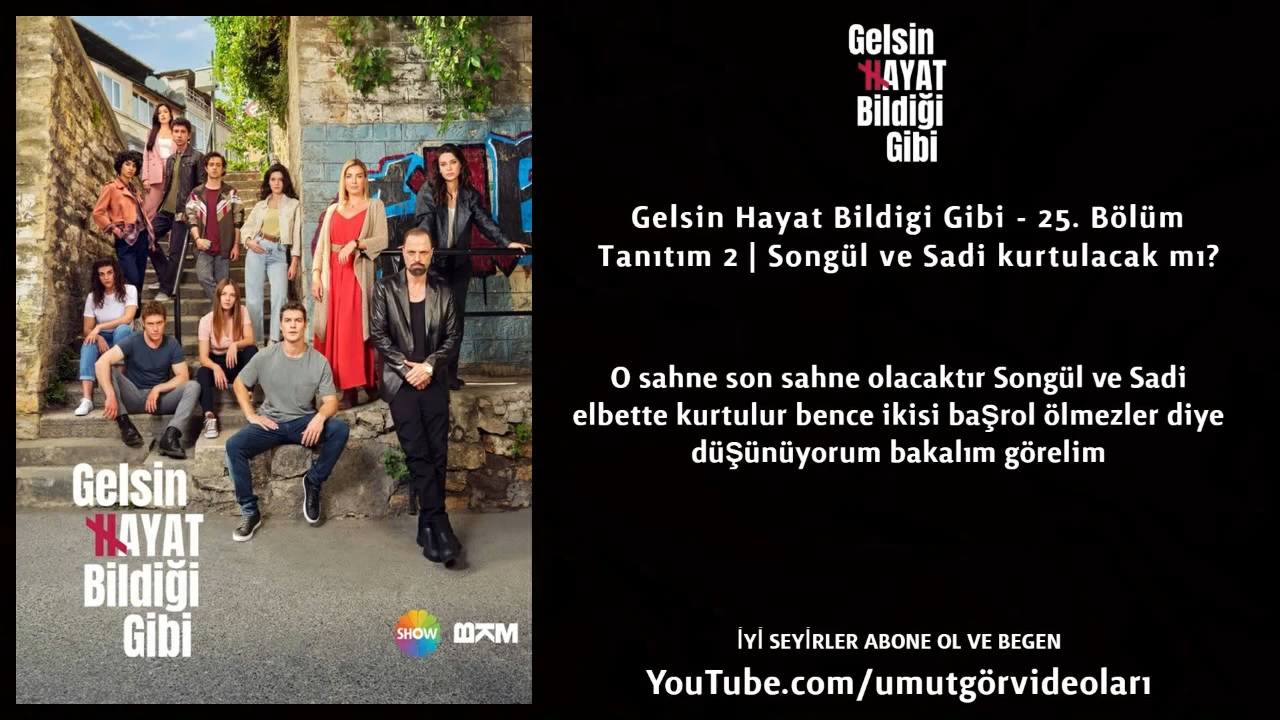 Gelsin
HAYAT
Bildiği
Gibi
SHOW
BKM
Gelsin
HAYAT
Bildiği
Gibi
Gelsin Hayat Bildigi Gibi - 25. Bölüm
Tanıtım 2 | Songül ve Sadi kurtulacak mı?
O sahne son sahne olacaktır Songül ve Sadi
elbette kurtulur bence ikisi başrol ölmezler diye
düşünüyorum bakalım görelim
İYİ SEYİRLER ABONE OL VE BEGEN
YouTube.com/umutgörvideoları